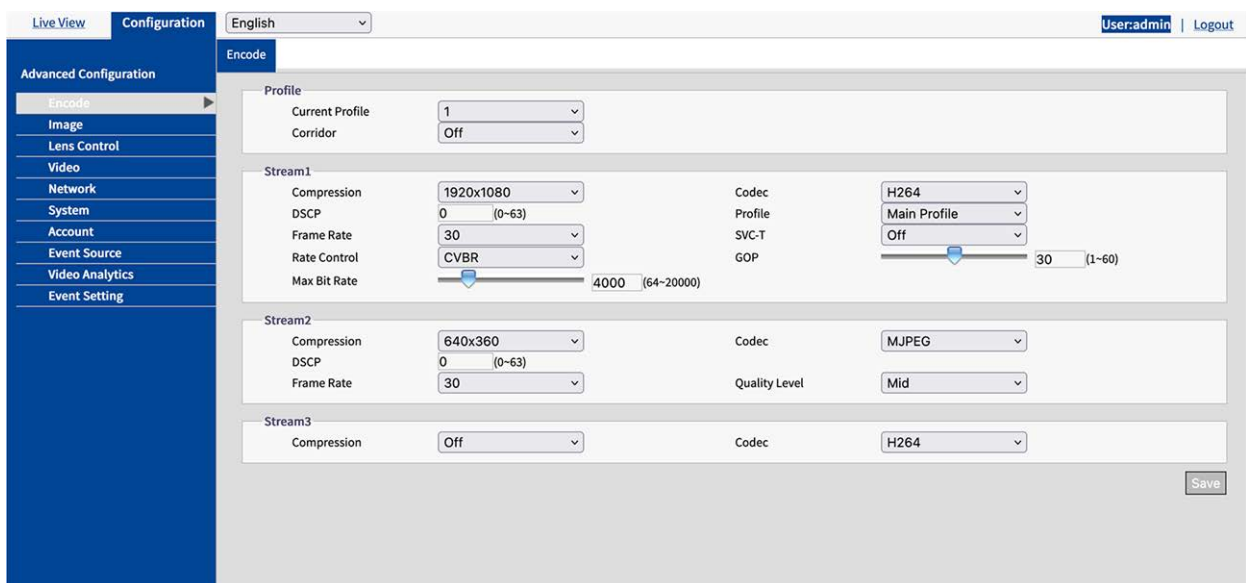 Live View Configuration English User:admin | Logout
Encode
Advanced Configuration
Encode
Image
Lens Control
Video
Network
System
Account
Event Source
Video Analytics
Event Setting
Profile
Current Profile 1
Corridor Off
Stream1
Compression 1920x1080 Codec H264
DSCP 0 (0~63) Profile Main Profile
Frame Rate 30 SVC-T Off
Rate Control CVBR GOP 30 (1~60)
Max Bit Rate 4000 (64~20000)
Stream2
Compression 640x360 Codec MJPEG
DSCP 0 (0~63)
Frame Rate 30 Quality Level Mid
Stream3
Compression Off Codec H264
Save